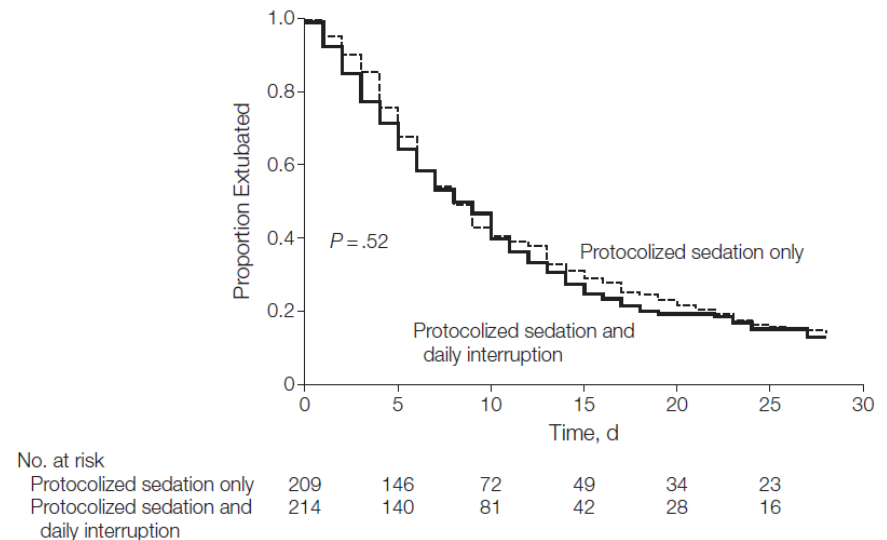 1.0
0.8
0.6
0.4
0.2
0
Proportion Extubated
P = .52
Protocolized sedation only
Protocolized sedation and
daily interruption
0 5 10 15 20 25 30
Time, d
No. at risk
Protocolized sedation only 209 146 72 49 34 23
Protocolized sedation and 214 140 81 42 28 16
daily interruption